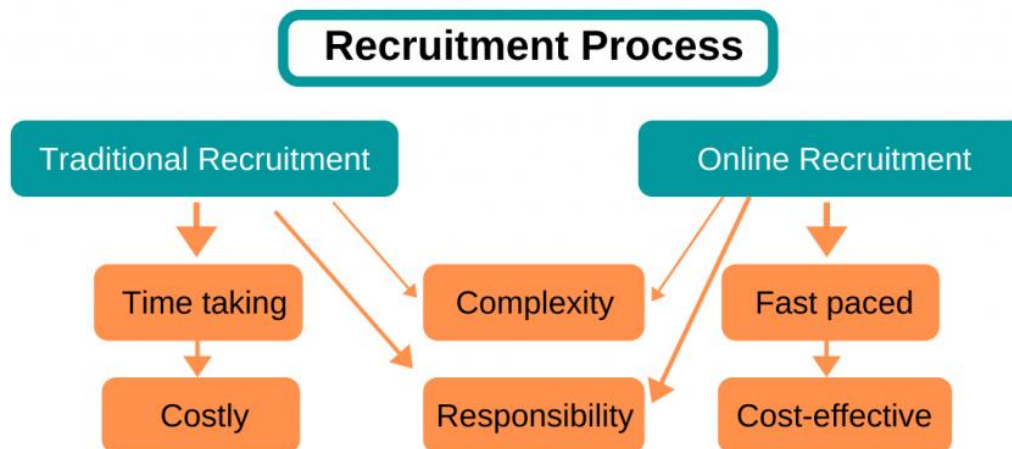 Recruitment Process
Traditional Recruitment
Online Recruitment
Time taking
Complexity
Fast paced
Costly
Responsibility
Cost-effective